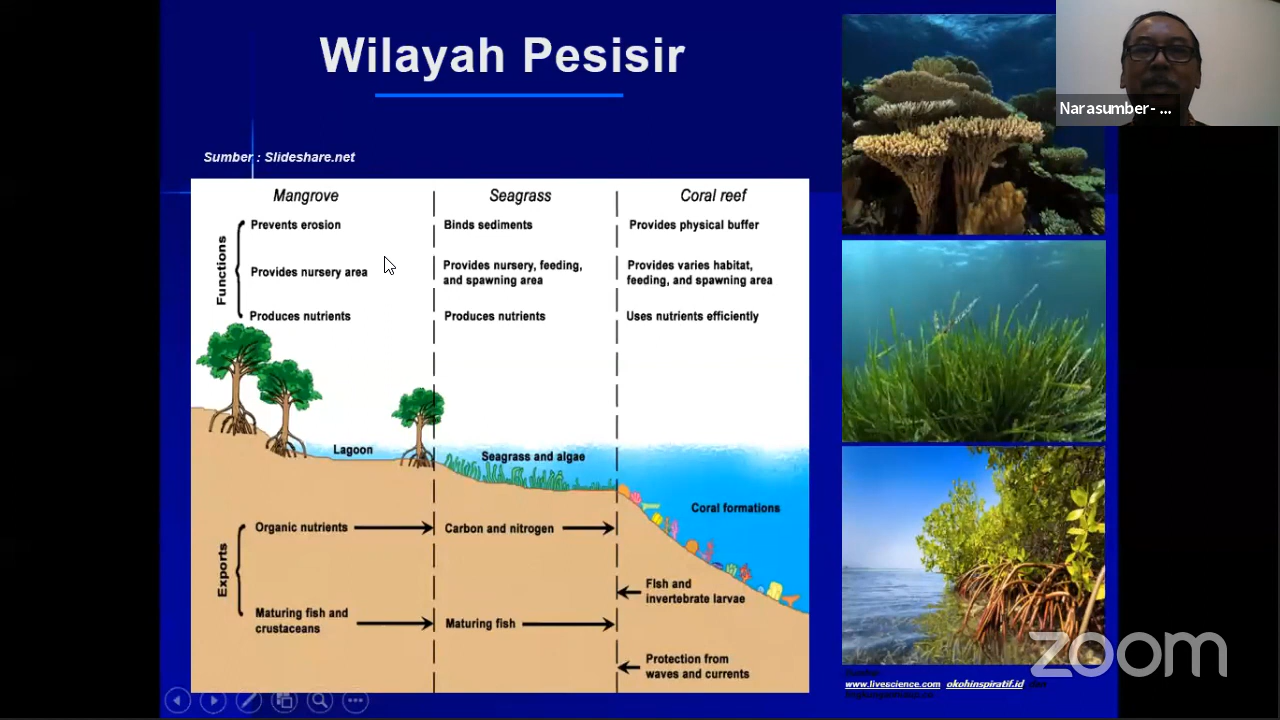 Wilayah Pesisir
Narasumber- ...
Sumber : Slideshare.net
Mangrove
Seagrass
Coral reef
Functions
Prevents erosion
Binds sediments
Provides physical buffer
Provides nursery area
Provides nursery, feeding,
and spawning area
Provides varies habitat,
feeding, and spawning area
Produces nutrients
Produces nutrients
Uses nutrients efficiently
Lagoon
Seagrass and algae
Coral formations
Exports
Organic nutrients
Carbon and nitrogen
Fish and
invertebrate larvae
Maturing fish and
crustaceans
Maturing fish
Protection from
waves and currents
zoom
www.livescience.com okohinspiratif.id